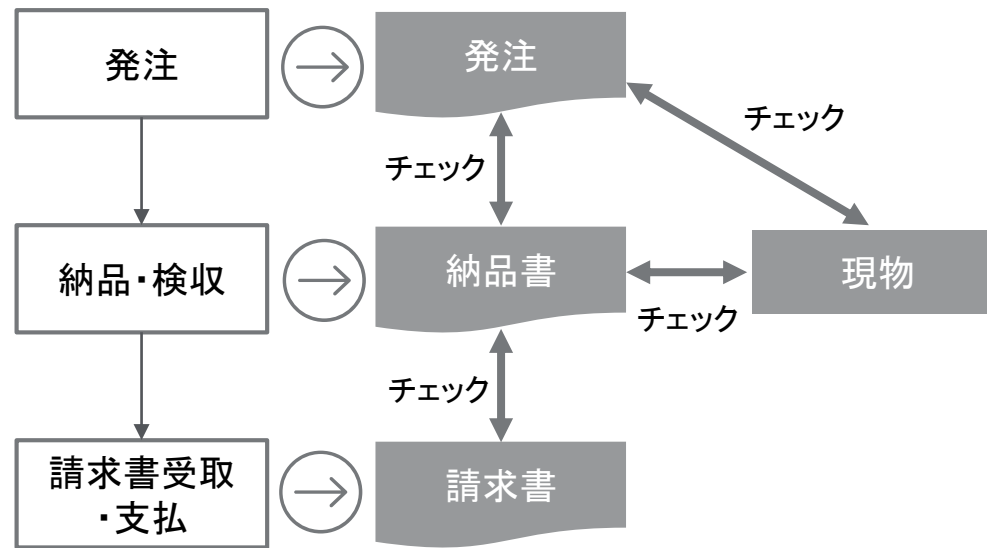 発注
発注
チェック
チェック
納品・検収
納品書
現物
チェック
チェック
請求書受取
・支払
請求書